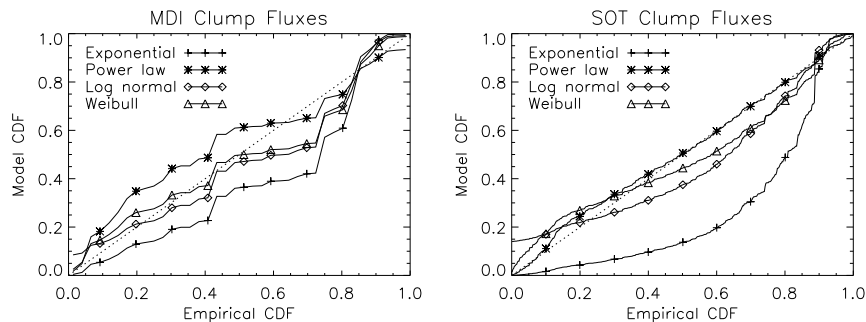 MDI Clump Fluxes
1.0
0.8
0.6
0.4
0.2
0.0
Model CDF
Exponential
Power law
Log normal
Weibull
0.0 0.2 0.4 0.6 0.8 1.0
Empirical CDF
SOT Clump Fluxes
1.0
0.8
0.6
0.4
0.2
0.0
Model CDF
Exponential
Power law
Log normal
Weibull
0.0 0.2 0.4 0.6 0.8 1.0
Empirical CDF